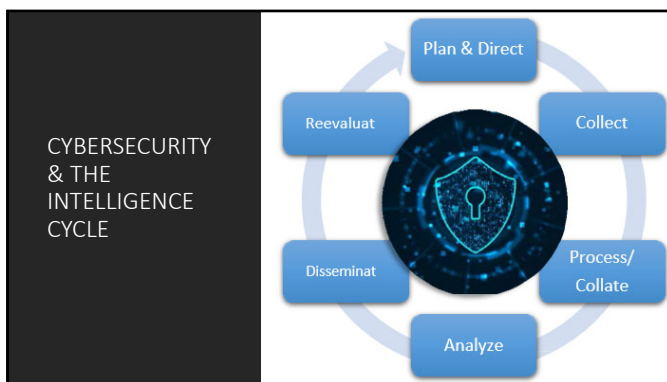 CYBERSECURITY
& THE
INTELLIGENCE
CYCLE
Plan & Direct
Collect
Process/
Collate
Analyze
Disseminat
Reevaluat